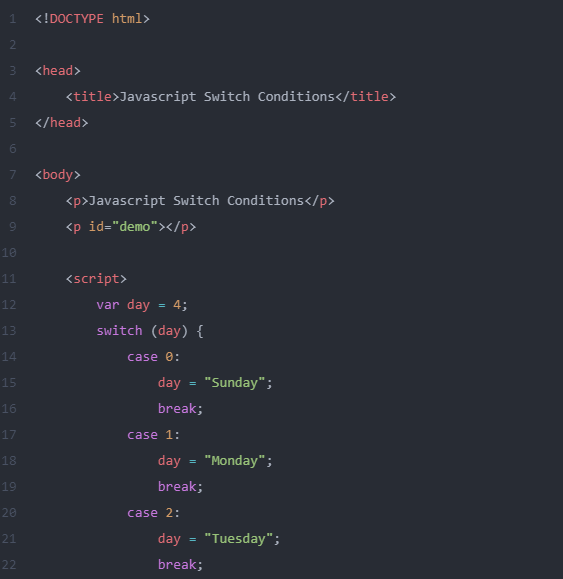 1 <!DOCTYPE html>
2
3 <head>
4     <title>Javascript Switch Conditions</title>
5 </head>
6
7 <body>
8     <p>Javascript Switch Conditions</p>
9     <p id="demo"></p>
10
11     <script>
12         var day = 4;
13         switch (day) {
14             case 0:
15                 day = "Sunday";
16                 break;
17             case 1:
18                 day = "Monday";
19                 break;
20             case 2:
21                 day = "Tuesday";
22                 break;